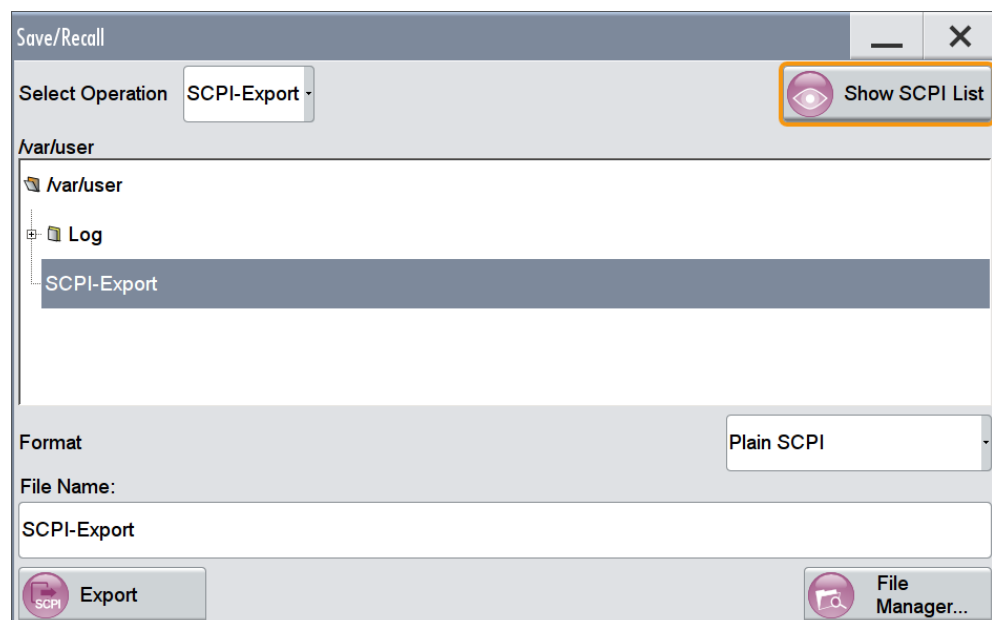 Save/Recall
Select Operation SCPI-Export Show SCPI List
/var/user
/var/user
Log
SCPI-Export
Format Plain SCPI
File Name:
SCPI-Export
SCPI Export File
Manager...